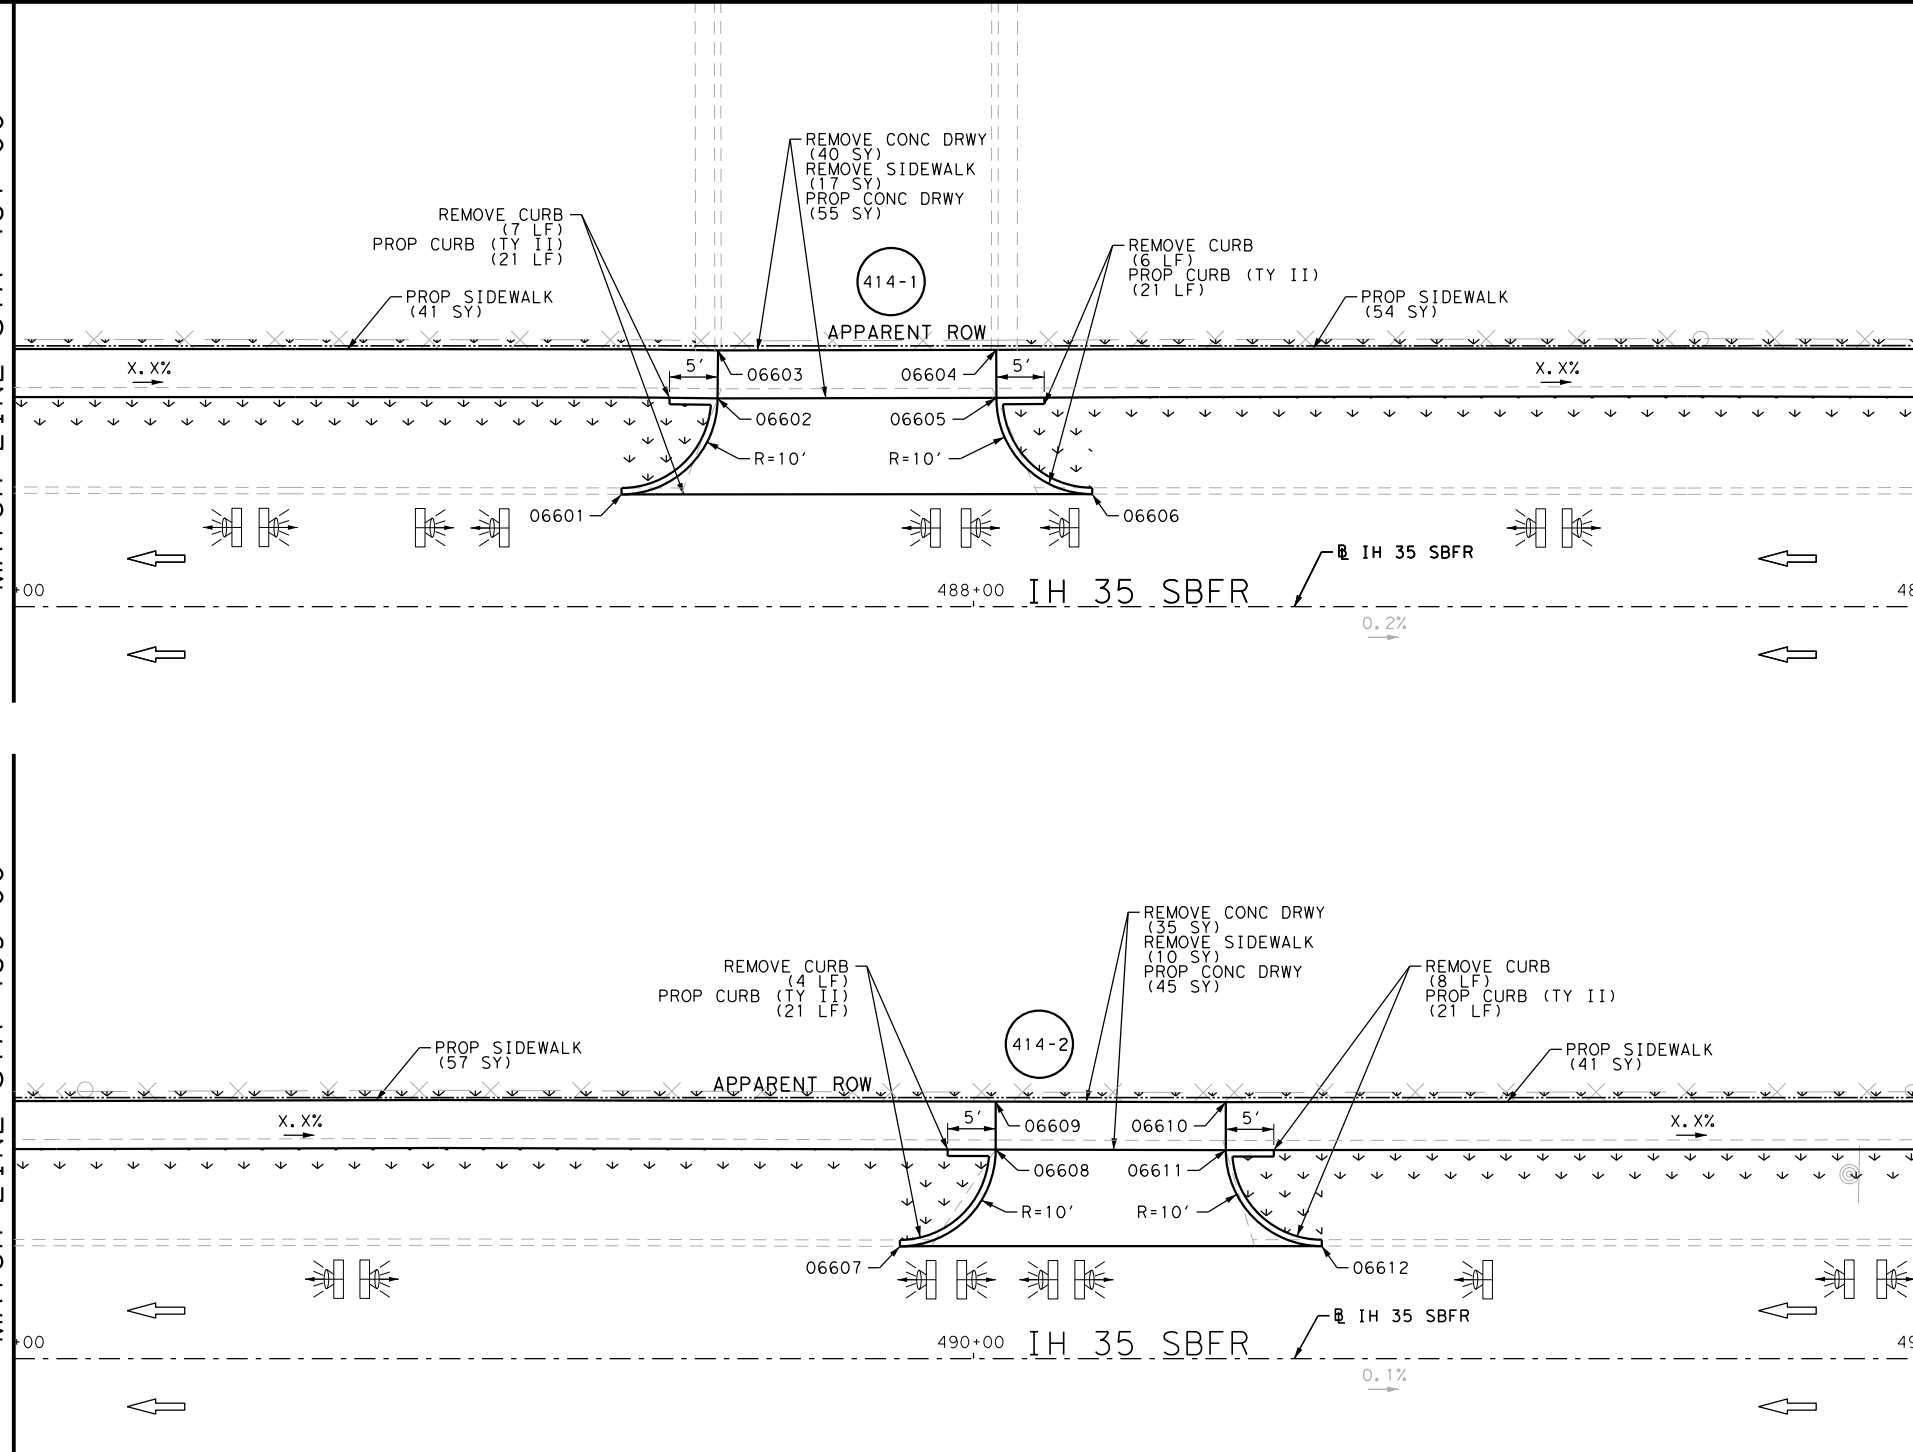 REMOVE CONC DRWY
(40 SY)
REMOVE SIDEWALK
(17 SY)
PROP CONC DRWY
(55 SY)
REMOVE CURB
(7 LF)
PROP CURB (TY II)
(21 LF)
REMOVE CURB
(6 LF)
PROP CURB (TY II)
(21 LF)
414-1
PROP SIDEWALK
(41 SY)
PROP SIDEWALK
(54 SY)
APPARENT ROW
X.X%
5'
06603
06604
5'
X.X%
06602
06605
R=10'
R=10'
06601
06606
℄ IH 35 SBFR
+00
488+00
IH 35 SBFR
48
0.2%
REMOVE CONC DRWY
(35 SY)
REMOVE SIDEWALK
(10 SY)
PROP CONC DRWY
(45 SY)
REMOVE CURB
(4 LF)
PROP CURB (TY II)
(21 LF)
REMOVE CURB
(8 LF)
PROP CURB (TY II)
(21 LF)
414-2
PROP SIDEWALK
(57 SY)
PROP SIDEWALK
(41 SY)
APPARENT ROW
X.X%
5'
06609
06610
5'
X.X%
06608
06611
R=10'
R=10'
06607
06612
℄ IH 35 SBFR
+00
490+00
IH 35 SBFR
49
0.1%